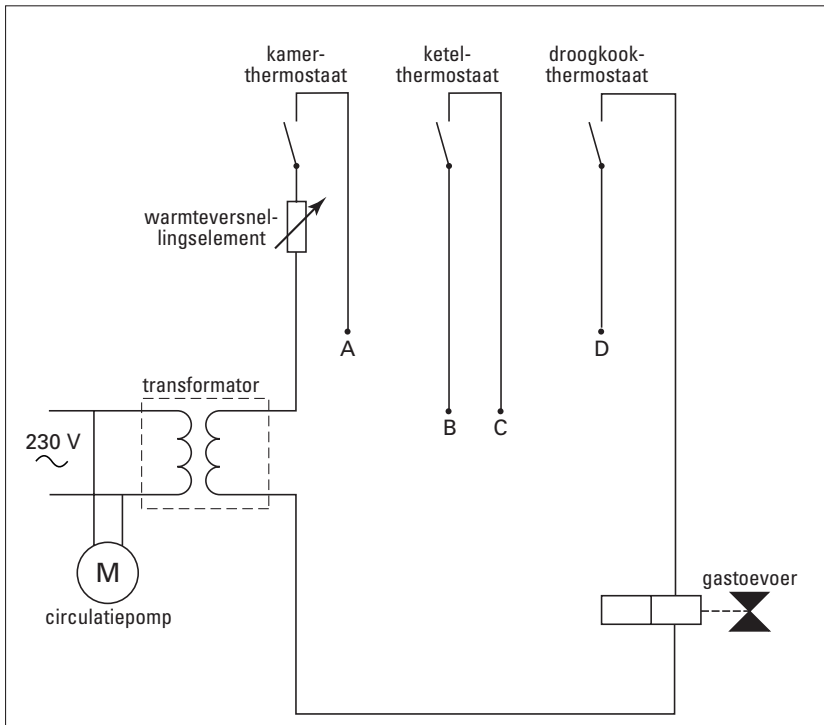 kamer-
thermostaat
ketel-
thermostaat
droogkook-
thermostaat
warmteversnel-
lingselement
A
D
transformator
B
C
230 V
M
gastoevoer
circulatiepomp